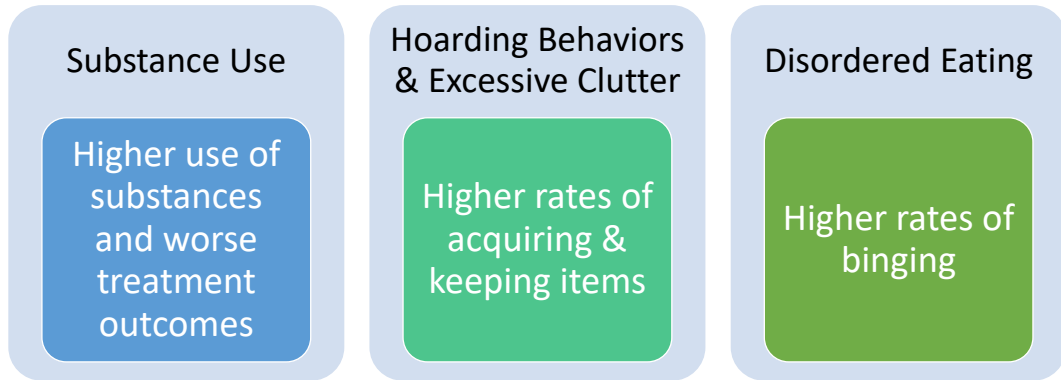 Substance Use
Higher use of
substances
and worse
treatment
outcomes
Hoarding Behaviors
& Excessive Clutter
Higher rates of
acquiring &
keeping items
Disordered Eating
Higher rates of
binging